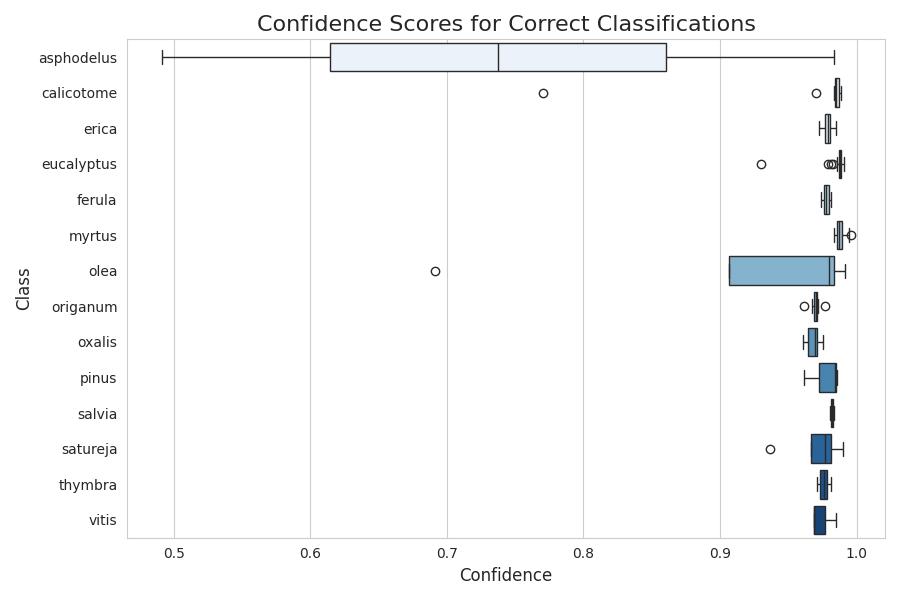 Confidence Scores for Correct Classifications
asphodelus
calicotome
erica
eucalyptus
ferula
myrtus
olea
origanum
oxalis
pinus
salvia
satureja
thymbra
vitis
Class
0.5 0.6 0.7 0.8 0.9 1.0
Confidence